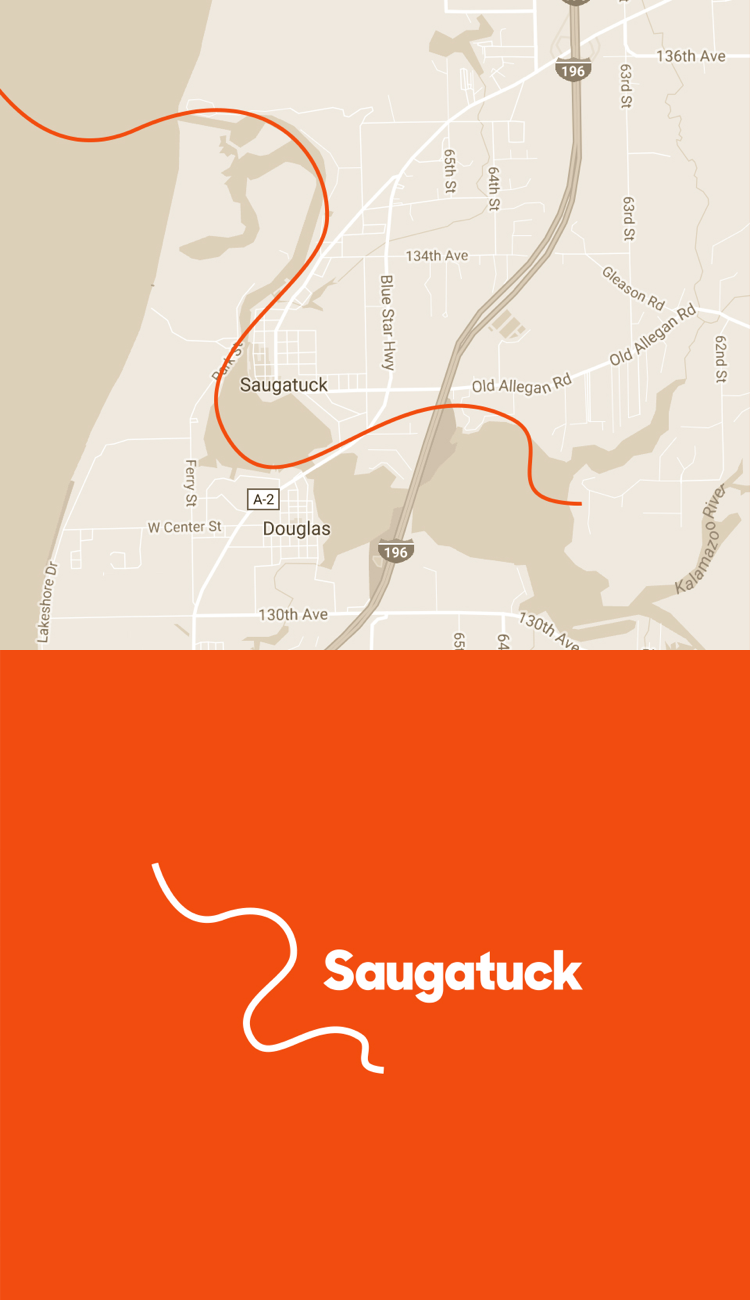 196
136th Ave
63rd St
65th St
64th St
63rd St
134th Ave
Gleason Rd
Blue Star Hwy
Old Allegan Rd
62nd St
Park St
Saugatuck
Old Allegan Rd
Ferry St
A-2
W Center St
Douglas
Kalamazoo River
196
Lakeshore Dr
130th Ave
130th Ave
Saugatuck